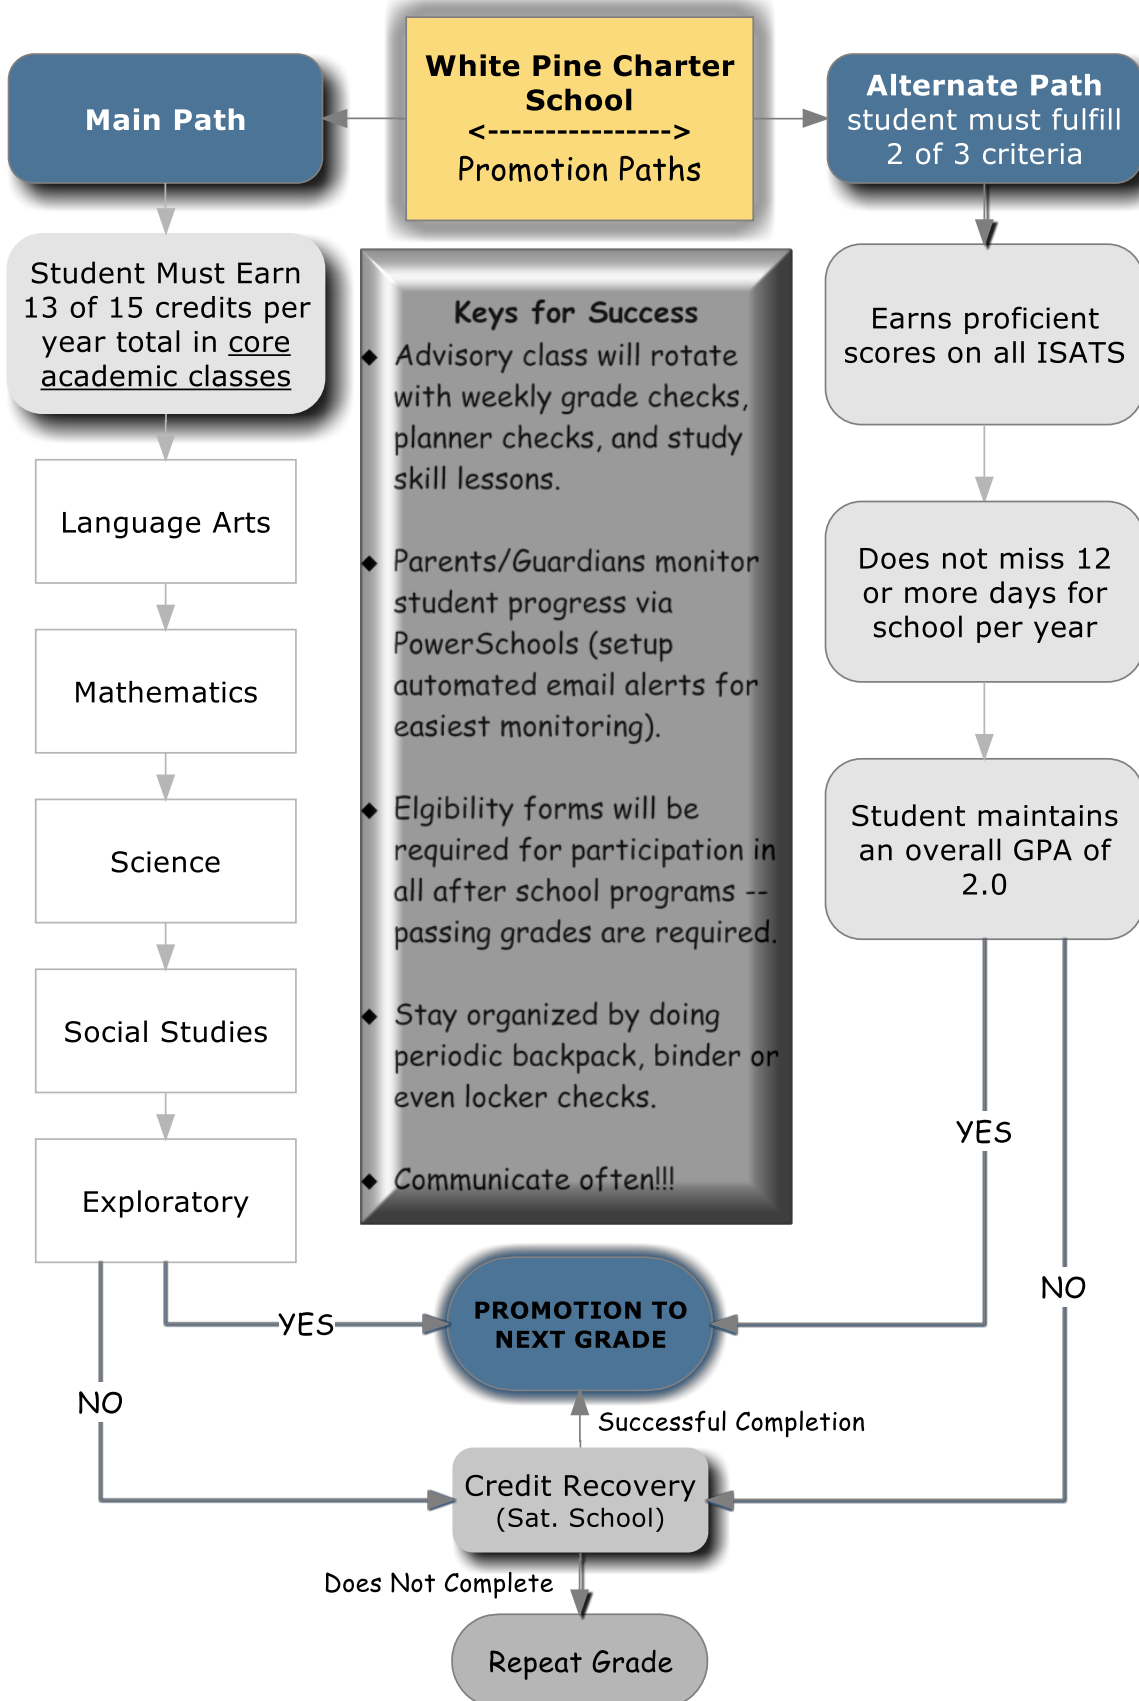 White Pine Charter
School
<---------------->
Promotion Paths
Main Path
Alternate Path
student must fulfill
2 of 3 criteria
Student Must Earn
13 of 15 credits per
year total in core
academic classes
Language Arts
Mathematics
Science
Social Studies
Exploratory
Keys for Success
◆ Advisory class will rotate
with weekly grade checks,
planner checks, and study
skill lessons.
◆ Parents/Guardians monitor
student progress via
PowerSchools (setup
automated email alerts for
easiest monitoring).
◆ Elgibility forms will be
required for participation in
all after school programs --
passing grades are required.
◆ Stay organized by doing
periodic backpack, binder or
even locker checks.
◆ Communicate often!!!
Earns proficient
scores on all ISATS
Does not miss 12
or more days for
school per year
Student maintains
an overall GPA of
2.0
YES
NO
YES
NO
PROMOTION TO
NEXT GRADE
Successful Completion
Credit Recovery
(Sat. School)
Does Not Complete
Repeat Grade